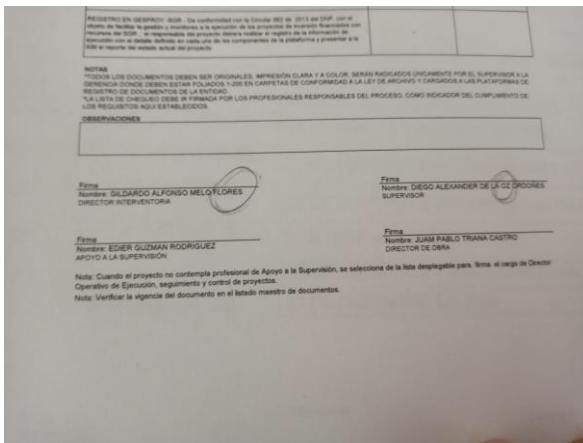 REGISTRO EN GESPROY -SGR - De conformidad con la Circular 063 de 2013 del DNP, con el
objeto de facilitar la gestión y monitoreo a la ejecución de los proyectos de inversión financiados con
recursos del SGR, el responsable del proyecto deberá realizar el registro de la información de
ejecución con el detalle definido en cada uno de los componentes de la plataforma y presentar a la
AIM el reporte del estado actual del proyecto.
NOTAS
*TODOS LOS DOCUMENTOS DEBEN SER ORIGINALES, IMPRESIÓN CLARA Y A COLOR, SERÁN RADICADOS ÚNICAMENTE POR EL SUPERVISOR A LA
GERENCIA DONDE DEBEN ESTAR FOLIADOS 1-200 EN CARPETAS DE CONFORMIDAD A LA LEY DE ARCHIVO Y CARGADOS A LAS PLATAFORMAS DE
REGISTRO DE DOCUMENTOS DE LA ENTIDAD.
*LA LISTA DE CHEQUEO DEBE IR FIRMADA POR LOS PROFESIONALES RESPONSABLES DEL PROCESO, COMO INDICADOR DEL CUMPLIMIENTO DE
LOS REQUISITOS AQUÍ ESTABLECIDOS.
OBSERVACIONES
Firma
Nombre: GILDARDO ALFONSO MELO FLORES
DIRECTOR INTERVENTORIA
Firma
Nombre: DIEGO ALEXANDER DE LA OZ ORDOÑES
SUPERVISOR
Firma
Nombre: EDIER GUZMAN RODRIGUEZ
APOYO A LA SUPERVISIÓN
Firma
Nombre: JUAM PABLO TRIANA CASTRO
DIRECTOR DE OBRA
Nota: Cuando el proyecto no contempla profesional de Apoyo a la Supervisión, se selecciona de la lista desplegable para firma el cargo de Director
Operativo de Ejecución, seguimiento y control de proyectos.
Nota: Verificar la vigencia del documento en el listado maestro de documentos.